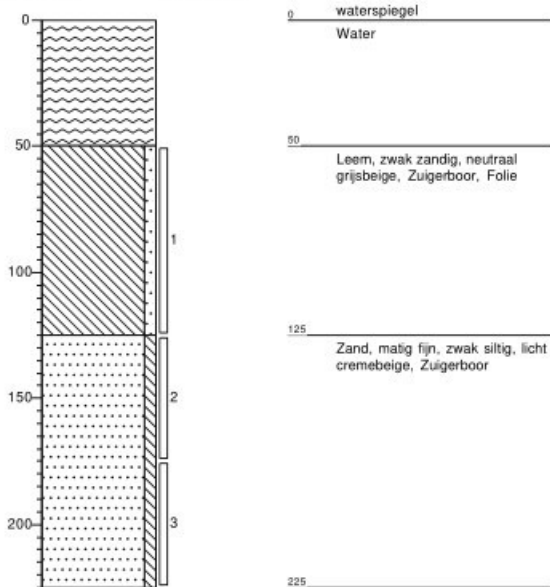 0
50
100
150
200
1
2
3
0
waterspiegel
Water
50
Leem, zwak zandig, neutraal
grijsbeige, Zuigerboor, Folie
125
Zand, matig fijn, zwak siltig, licht
cremebeige, Zuigerboor
225